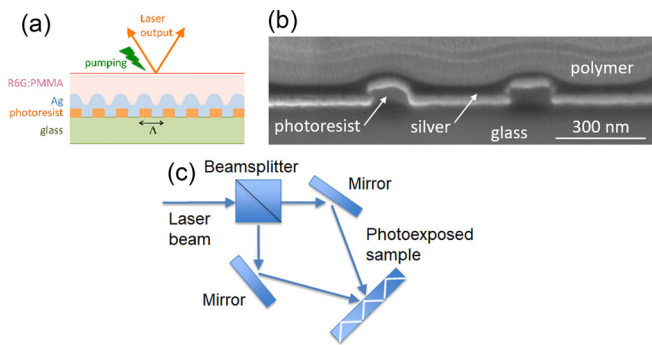 (a)
Laser
output
pumping
R6G:PMMA
Ag
photoresist
glass
Λ
(b)
polymer
photoresist
silver
glass
300 nm
(c)
Beamsplitter
Mirror
Laser
beam
Photoexposed
sample
Mirror